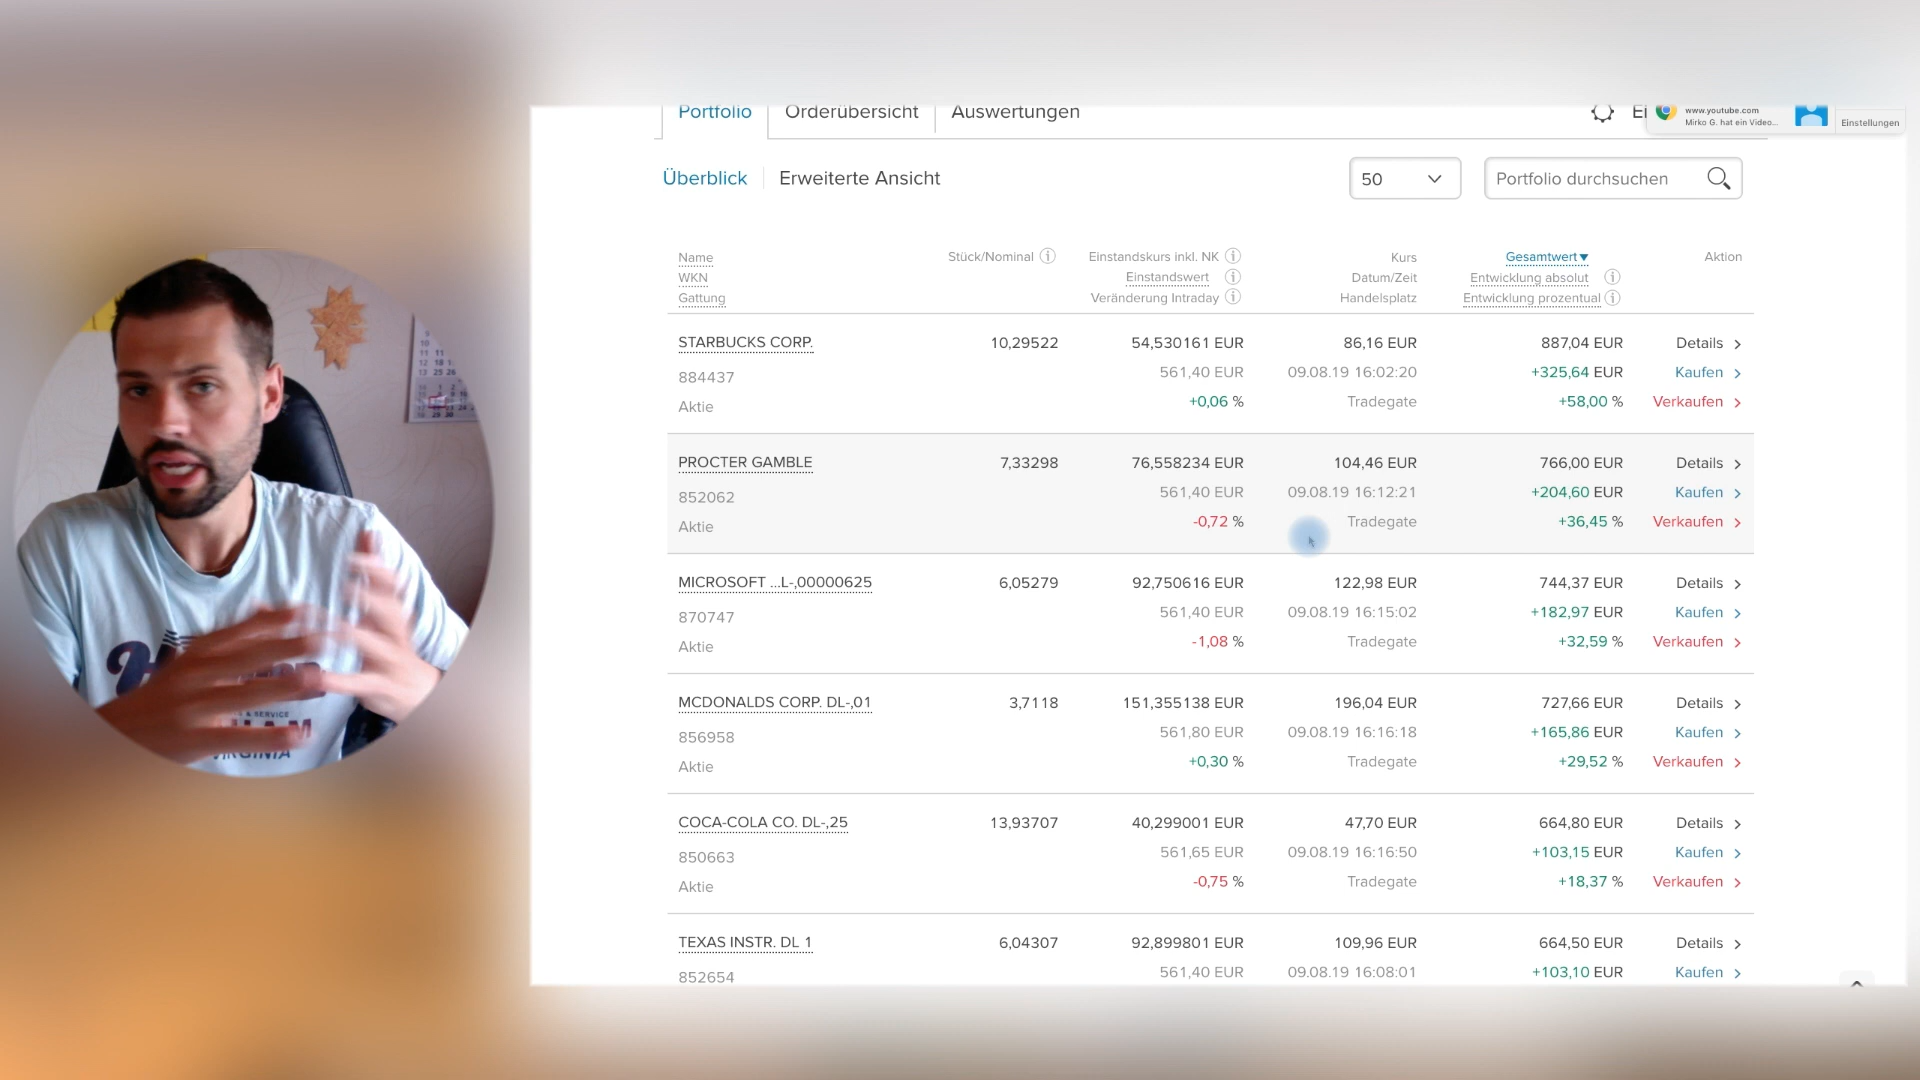 Portfolio
Orderübersicht
Auswertungen
www.youtube.com
Mirko G. hat ein Video...
Einstellungen
Überblick
Erweiterte Ansicht
50
Portfolio durchsuchen
Name
WKN
Gattung
Stück/Nominal
Einstandskurs inkl. NK
Einstandswert
Veränderung Intraday
Kurs
Datum/Zeit
Handelsplatz
Gesamtwert
Entwicklung absolut
Entwicklung prozentual
Aktion
STARBUCKS CORP. 10,29522 54,530161 EUR 86,16 EUR 887,04 EUR Details
884437 561,40 EUR 09.08.19 16:02:20 +325,64 EUR Kaufen
Aktie +0,06 % Tradegate +58,00 % Verkaufen
PROCTER GAMBLE 7,33298 76,558234 EUR 104,46 EUR 766,00 EUR Details
852062 561,40 EUR 09.08.19 16:12:21 +204,60 EUR Kaufen
Aktie -0,72 % Tradegate +36,45 % Verkaufen
MICROSOFT ...L-,00000625 6,05279 92,750616 EUR 122,98 EUR 744,37 EUR Details
870747 561,40 EUR 09.08.19 16:15:02 +182,97 EUR Kaufen
Aktie -1,08 % Tradegate +32,59 % Verkaufen
MCDONALDS CORP. DL-,01 3,7118 151,355138 EUR 196,04 EUR 727,66 EUR Details
856958 561,80 EUR 09.08.19 16:16:18 +165,86 EUR Kaufen
Aktie +0,30 % Tradegate +29,52 % Verkaufen
COCA-COLA CO. DL-,25 13,93707 40,299001 EUR 47,70 EUR 664,80 EUR Details
850663 561,65 EUR 09.08.19 16:16:50 +103,15 EUR Kaufen
Aktie -0,75 % Tradegate +18,37 % Verkaufen
TEXAS INSTR. DL 1 6,04307 92,899801 EUR 109,96 EUR 664,50 EUR Details
852654 561,40 EUR 09.08.19 16:08:01 +103,10 EUR Kaufen
VIRGINIA